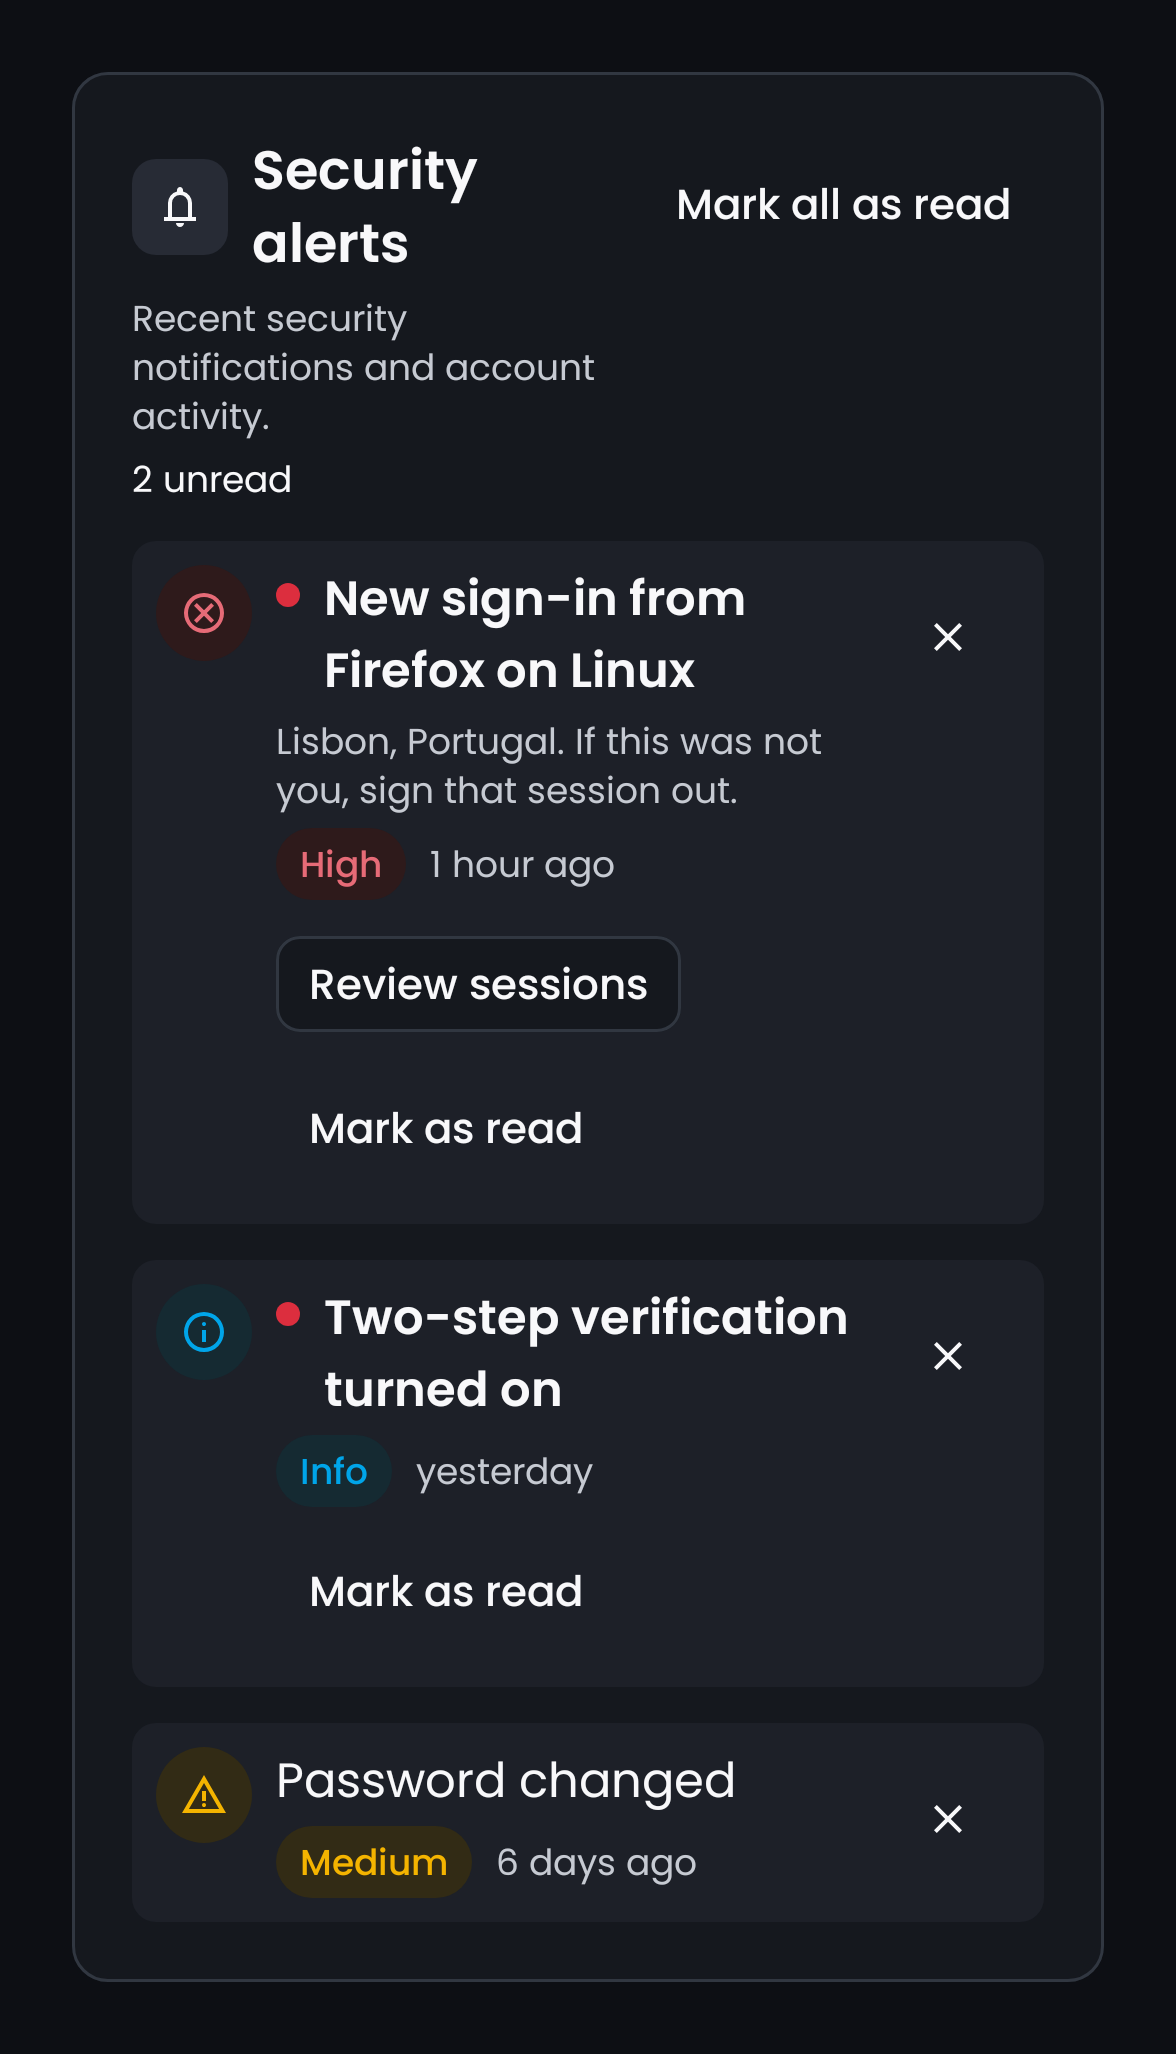 Security
alerts
Mark all as read
Recent security
notifications and account
activity.
2 unread
New sign-in from
Firefox on Linux
Lisbon, Portugal. If this was not
you, sign that session out.
High
1 hour ago
Review sessions
Mark as read
Two-step verification
turned on
Info
yesterday
Mark as read
Password changed
Medium
6 days ago